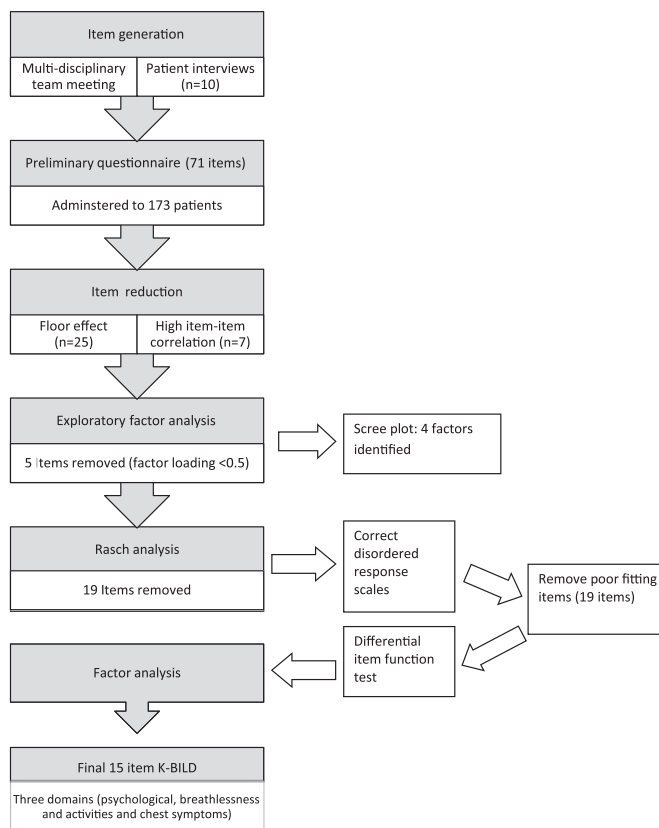 Item generation
Multi-disciplinary
team meeting
Patient interviews
(n=10)
Preliminary questionnaire (71 items)
Adminstered to 173 patients
Item reduction
Floor effect
(n=25)
High item-item
correlation (n=7)
Exploratory factor analysis
5 Items removed (factor loading <0.5)
Scree plot: 4 factors
identified
Rasch analysis
19 Items removed
Correct
disordered
response
scales
Remove poor fitting
items (19 items)
Differential
item function
test
Factor analysis
Final 15 item K-BILD
Three domains (psychological, breathlessness
and activities and chest symptoms)